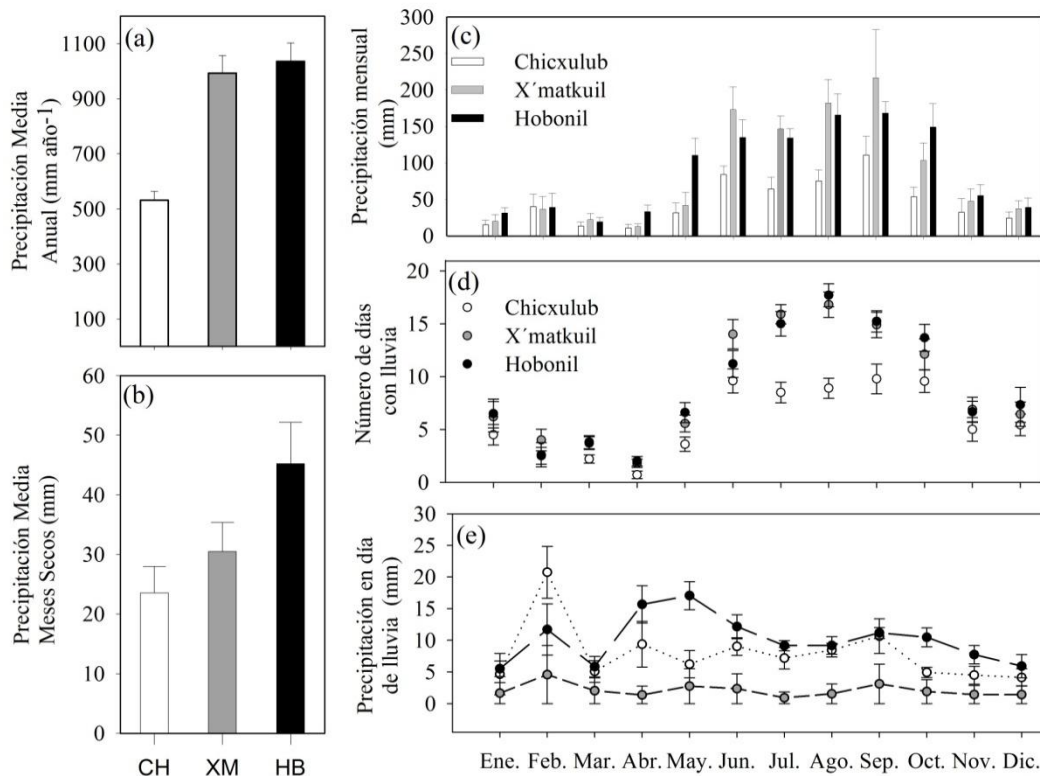 (a)
Precipitación Media
Anual (mm año-1)
1100
900
700
500
300
100
(b)
Precipitación Media
Meses Secos (mm)
60
50
40
30
20
10
0
CH XM HB
(c)
Precipitación mensual
(mm)
300
250
200
150
100
50
0
Chicxulub
X´matkuil
Hobonil
(d)
Número de días
con lluvia
20
15
10
5
0
Chicxulub
X´matkuil
Hobonil
(e)
Precipitación en día
de lluvia (mm)
30
25
20
15
10
5
0
Ene. Feb. Mar. Abr. May. Jun. Jul. Ago. Sep. Oct. Nov. Dic.